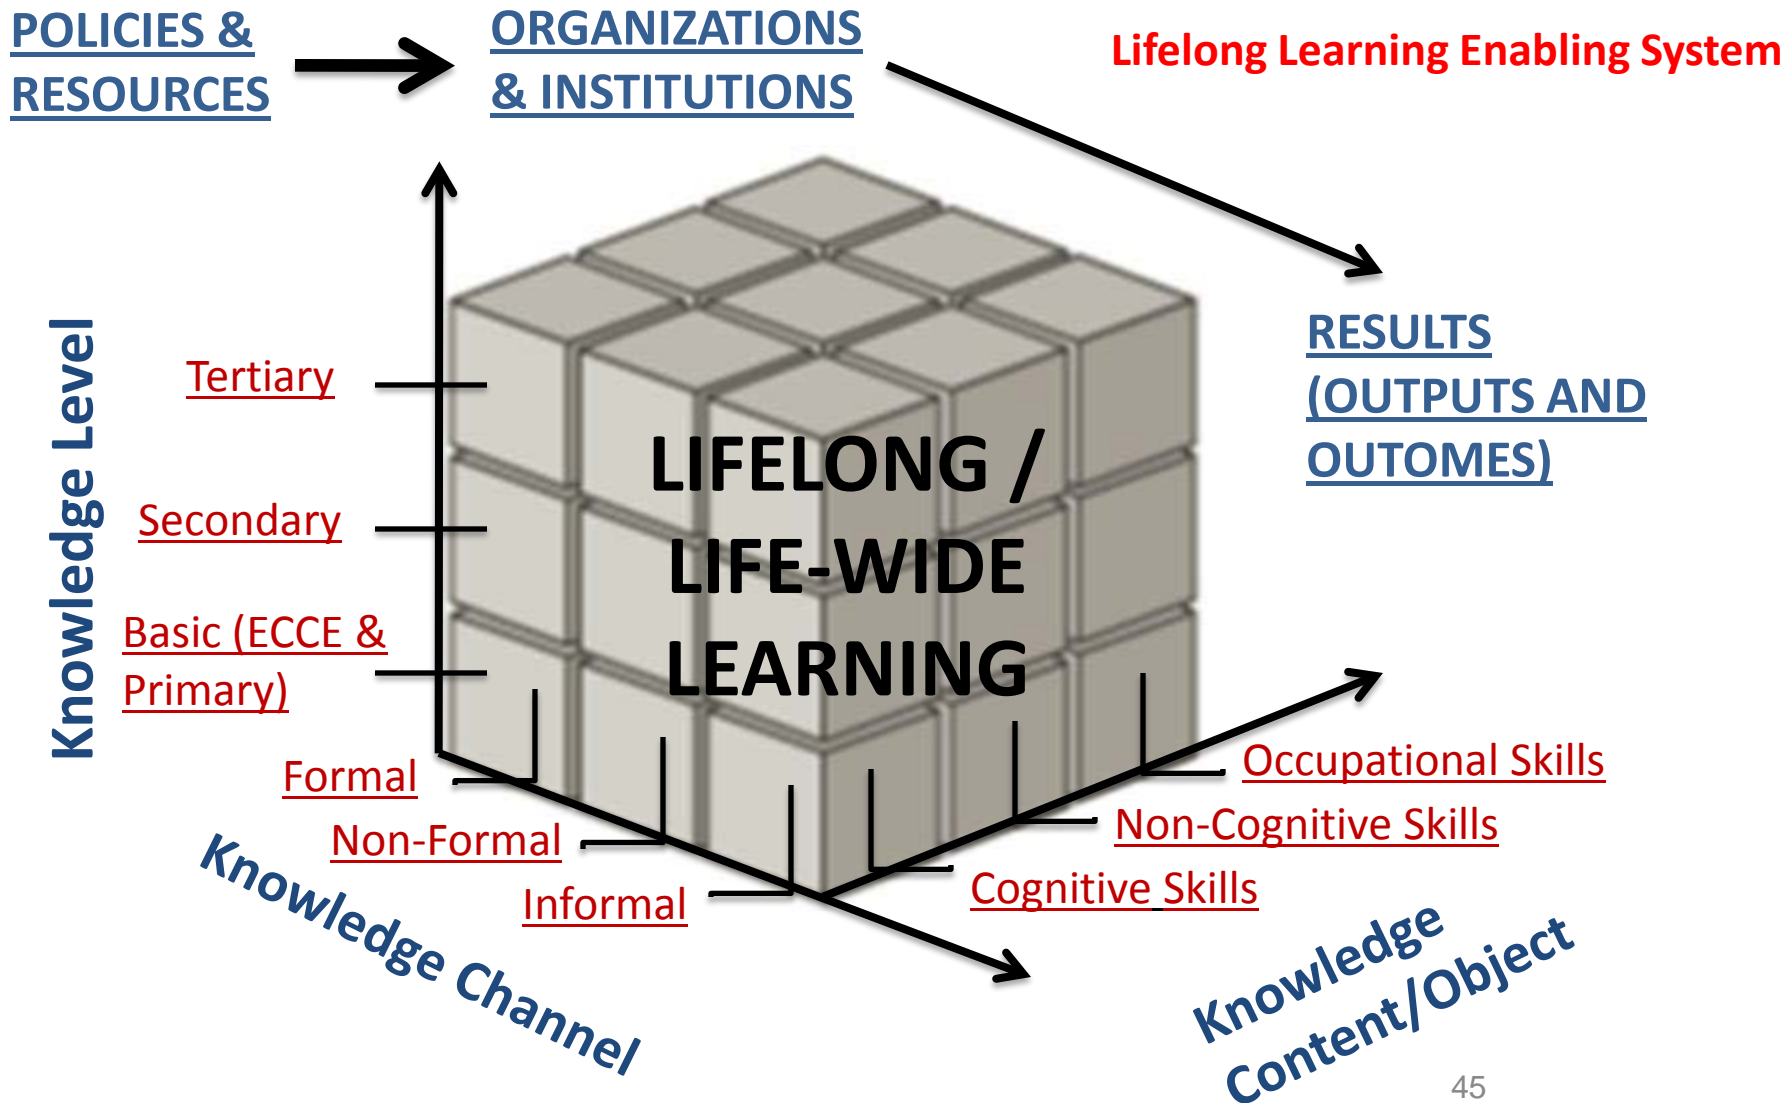 POLICIES &
RESOURCES
ORGANIZATIONS
& INSTITUTIONS
Lifelong Learning Enabling System
RESULTS
(OUTPUTS AND
OUTOMES)
Knowledge Level
Tertiary
Secondary
Basic (ECCE &
Primary)
LIFELONG /
LIFE-WIDE
LEARNING
Formal
Non-Formal
Informal
Knowledge Channel
Occupational Skills
Non-Cognitive Skills
Cognitive Skills
Knowledge
Content/Object
45